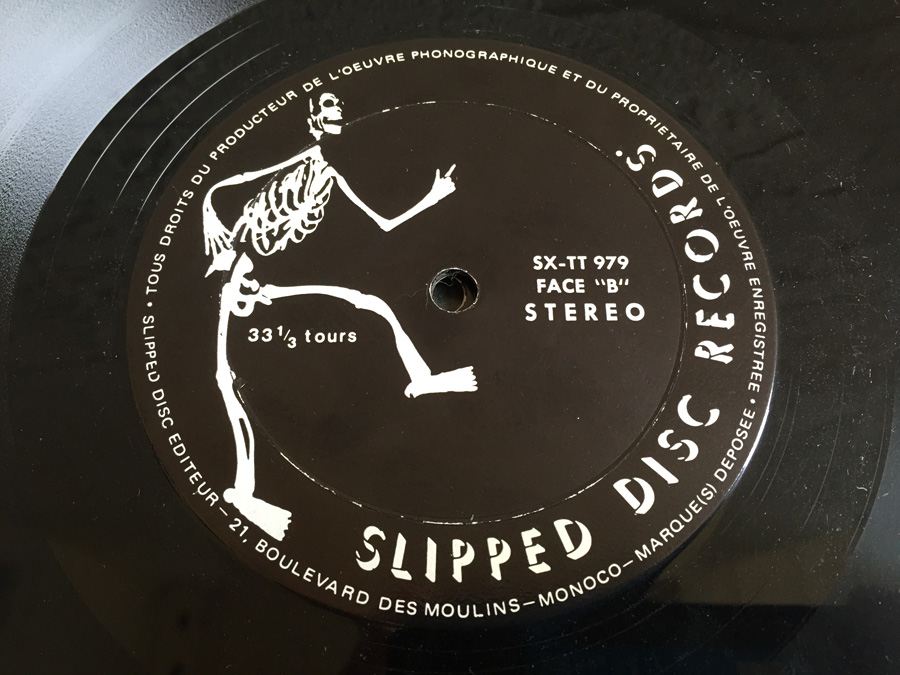 • TOUS DROITS DU PRODUCTEUR DE L'OEUVRE PHONOGRAPHIQUE ET DU PROPRIETAIRE DE L'OEUVRE ENREGISTREE •
SX-TT 979
FACE "B"
STEREO
33 1/3 tours
SLIPPED DISC RECORDS
SLIPPED DISC EDITEUR – 21, BOULEVARD DES MOULINS – MONOCO – MARQUE(S) DEPOSEE